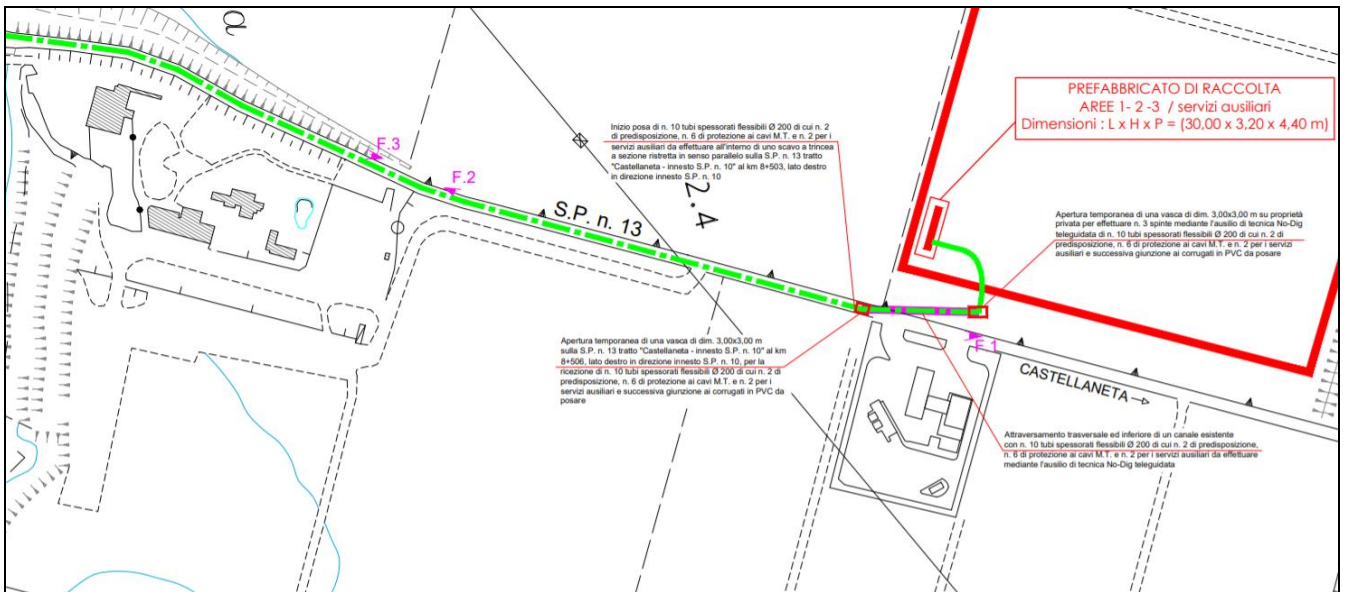 PREFABBRICATO DI RACCOLTA
AREE 1- 2 -3 / servizi ausiliari
Dimensioni : L x H x P = (30,00 x 3,20 x 4,40 m)
Inizio posa di n. 10 tubi spessorati flessibili Ø 200 di cui n. 2
di predisposizione, n. 6 di protezione ai cavi M.T. e n. 2 per i
servizi ausiliari da effettuare all'interno di uno scavo a trincea
a sezione ristretta in senso parallelo sulla S.P. n. 13 tratto
"Castellaneta - innesto S.P. n. 10" al km 8+503, lato destro
in direzione innesto S.P. n. 10
F.3
F.2
2.4
S.P. n. 13
Apertura temporanea di una vasca di dim. 3,00x3,00 m su proprietà
privata per effettuare n. 3 spinte mediante l'ausilio di tecnica No-Dig
teleguidata di n. 10 tubi spessorati flessibili Ø 200 di cui n. 2 di
predisposizione, n. 6 di protezione ai cavi M.T. e n. 2 per i servizi
ausiliari e successiva giunzione ai corrugati in PVC da posare
Apertura temporanea di una vasca di dim. 3,00x3,00 m
sulla S.P. n. 13 tratto "Castellaneta - innesto S.P. n. 10" al km
8+506, lato destro in direzione innesto S.P. n. 10, per la
ricezione di n. 10 tubi spessorati flessibili Ø 200 di cui n. 2 di
predisposizione, n. 6 di protezione ai cavi M.T. e n. 2 per i
servizi ausiliari e successiva giunzione ai corrugati in PVC da
posare
F.1
CASTELLANETA
Attraversamento trasversale ed inferiore di un canale esistente
con n. 10 tubi spessorati flessibili Ø 200 di cui n. 2 di predisposizione,
n. 6 di protezione ai cavi M.T. e n. 2 per i servizi ausiliari da effettuare
mediante l'ausilio di tecnica No-Dig teleguidata